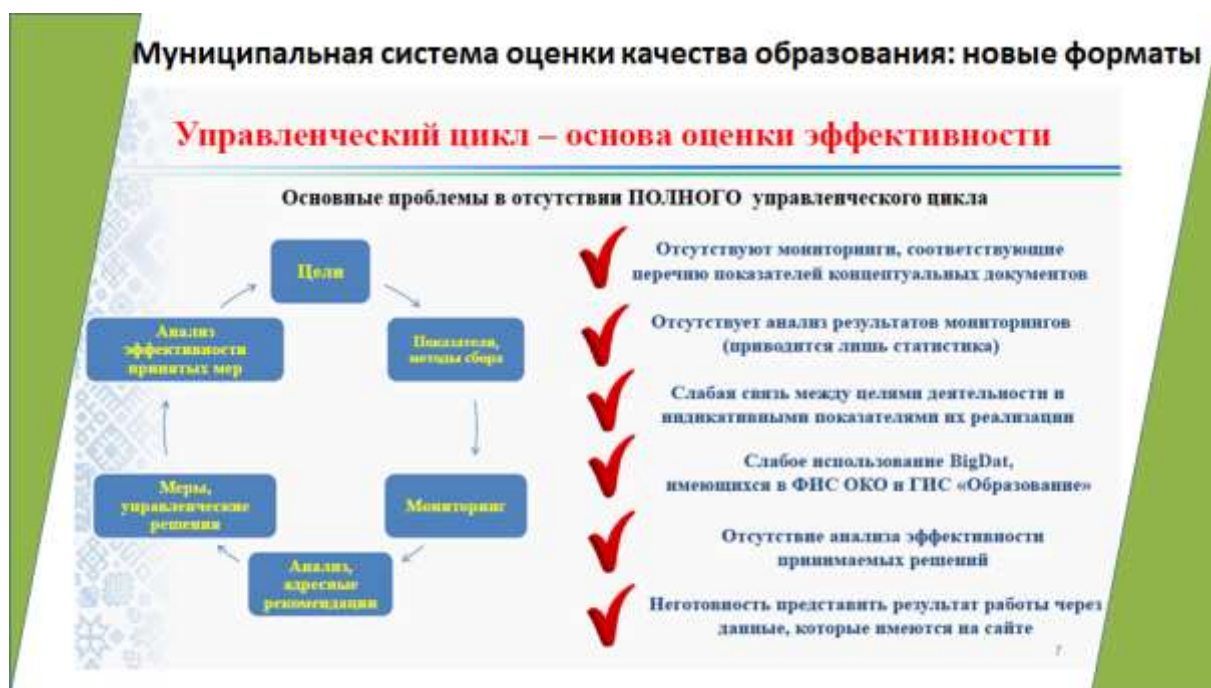 Муниципальная система оценки качества образования: новые форматы
Управленческий цикл – основа оценки эффективности
Основные проблемы в отсутствии ПОЛНОГО управленческого цикла
Цели
Показатели,
методы сбора
Мониторинг
Анализ,
адресные
рекомендации
Меры,
управленческие
решения
Анализ
эффективности
принятых мер
Отсутствуют мониторинги, соответствующие
перечню показателей концептуальных документов
Отсутствует анализ результатов мониторингов
(приводится лишь статистика)
Слабая связь между целями деятельности и
индикативными показателями их реализации
Слабое использование BigDat,
имеющихся в ФИС ОКО и ГИС «Образование»
Отсутствие анализа эффективности
принимаемых решений
Неготовность представить результат работы через
данные, которые имеются на сайте
7